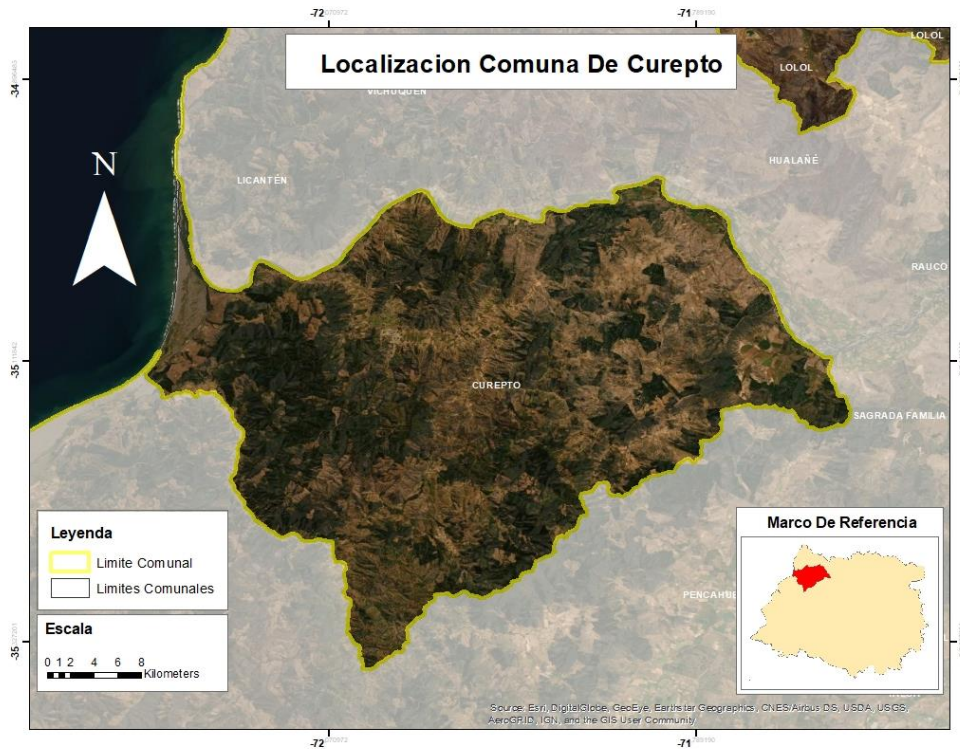 -72
-71
Localizacion Comuna De Curepto
LOLOL
LOLOL
VICHUQUEN
HUALAÑÉ
N
LICANTÉN
RAUCO
CUREPTO
SAGRADA FAMILIA
Leyenda
Limite Comunal
Limites Comunales
Marco De Referencia
PENCAHUE
Escala
0 1 2 4 6 8
Kilometers
Source: Esri, DigitalGlobe, GeoEye, Earthstar Geographics, CNES/Airbus DS, USDA, USGS,
AeroGRID, IGN, and the GIS User Community
-34
-35
-35
-72
-71